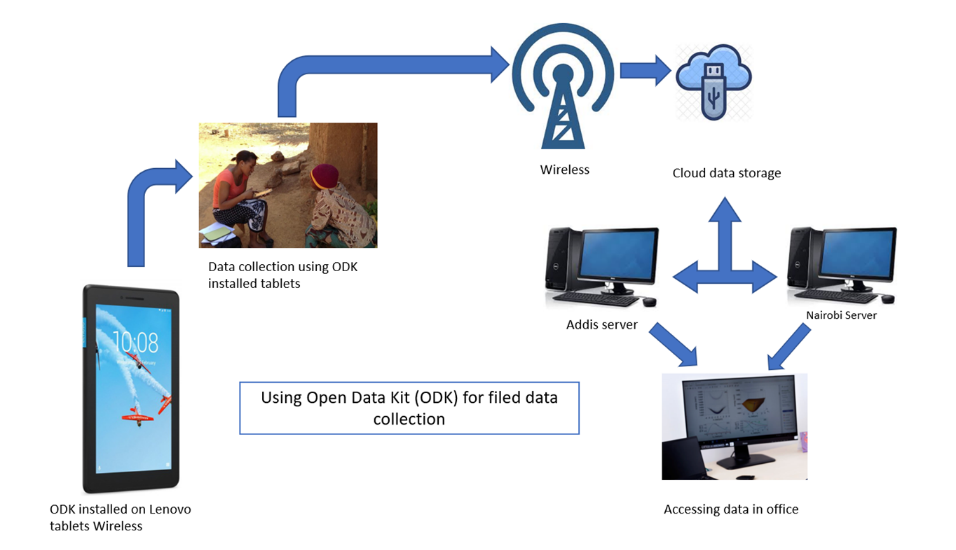 Wireless
Cloud data storage
Data collection using ODK
installed tablets
Addis server
Nairobi Server
10:08
Using Open Data Kit (ODK) for filed data
collection
ODK installed on Lenovo
tablets Wireless
Accessing data in office